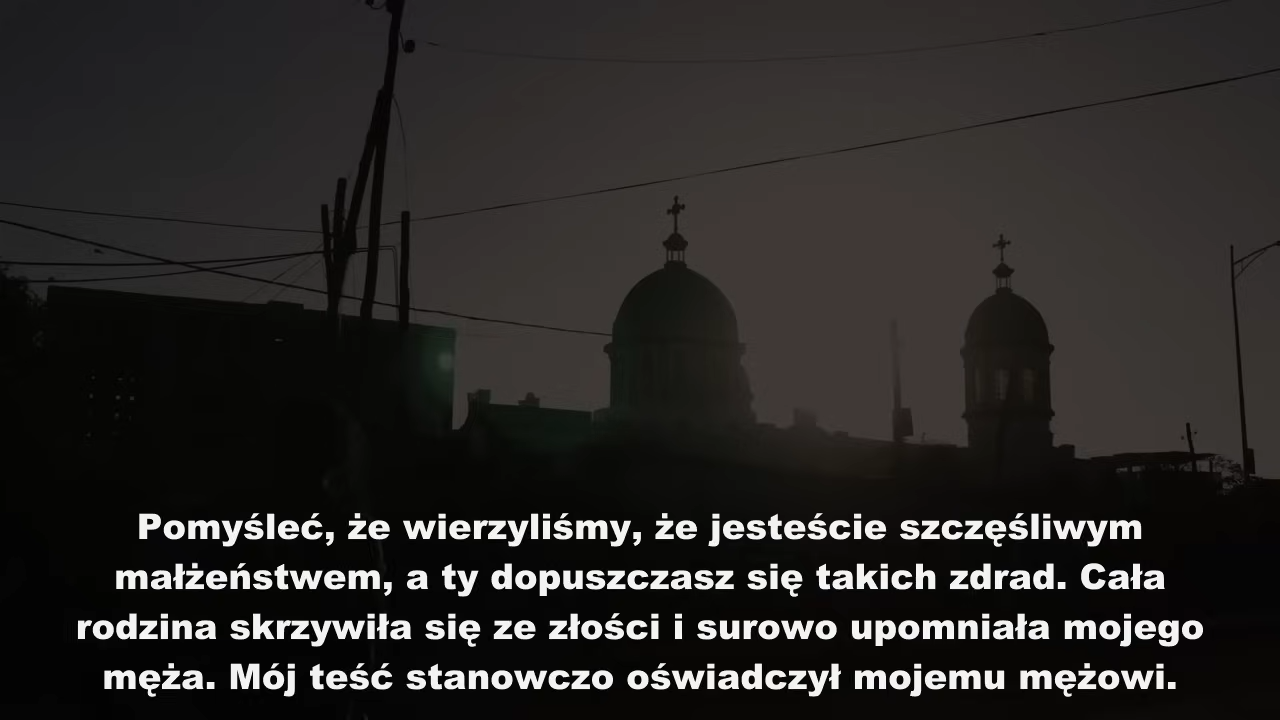 Pomyśleć, że wierzyliśmy, że jesteście szczęśliwym
małżeństwem, a ty dopuszczasz się takich zdrad. Cała
rodzina skrzywiła się ze złości i surowo upomniała mojego
męża. Mój teść stanowczo oświadczył mojemu mężowi.